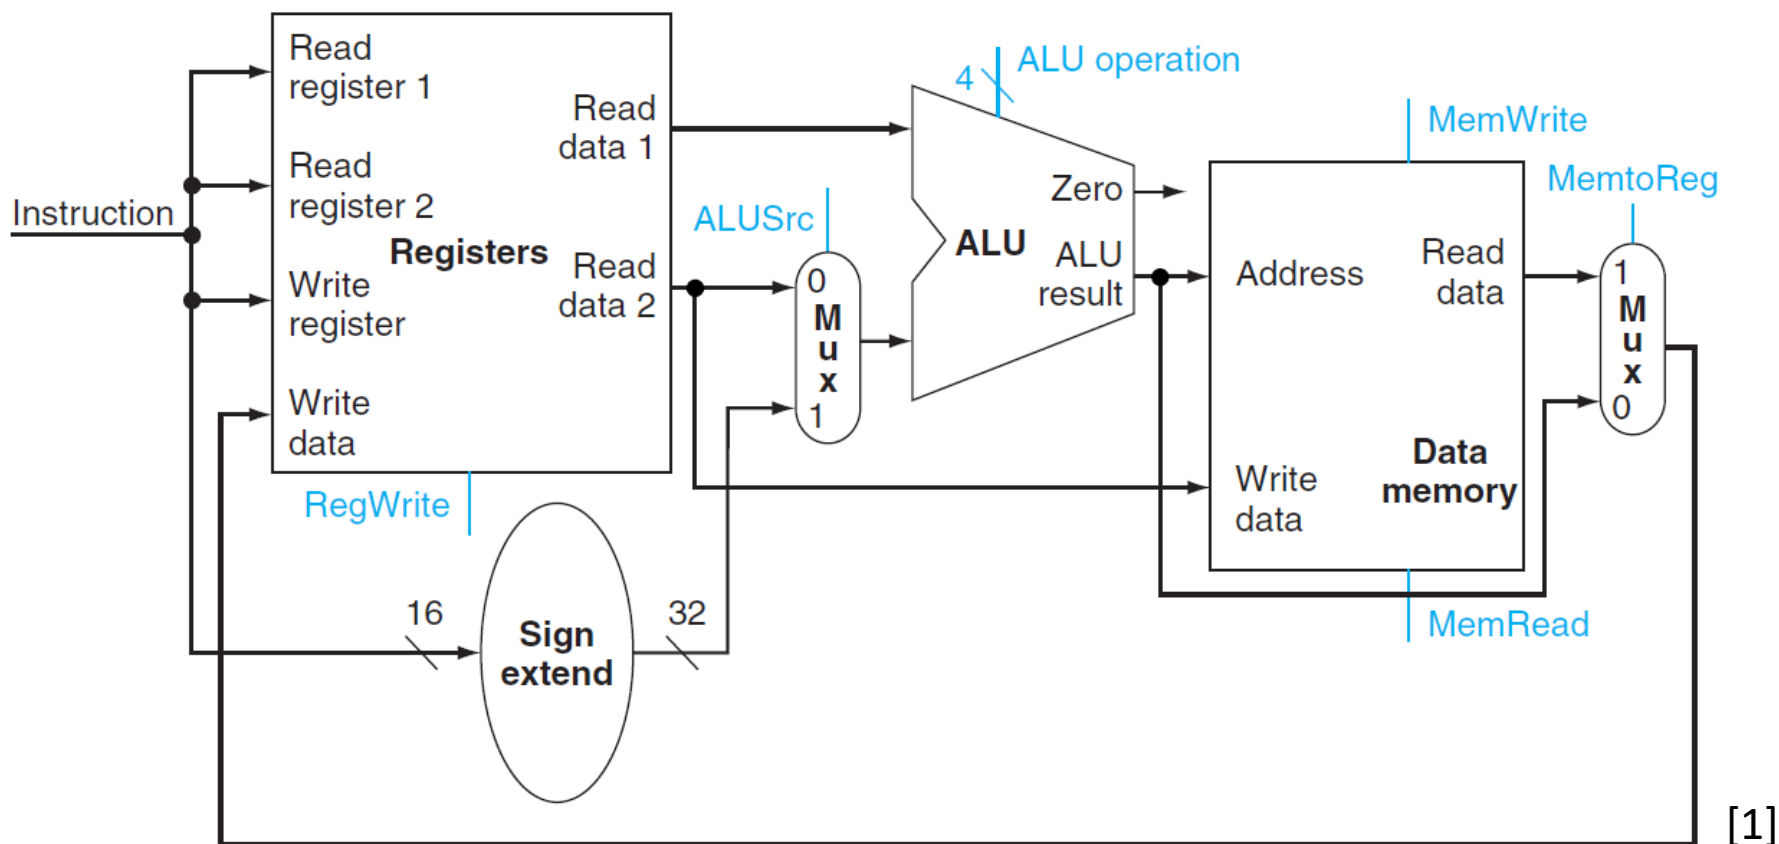 Instruction
Read
register 1
Read
register 2
Registers
Write
register
Write
data
Read
data 1
Read
data 2
RegWrite
16
Sign
extend
32
ALUSrc
0
M
u
x
1
4
ALU operation
Zero
ALU
ALU
result
MemWrite
Address
Read
data
Write
data
Data
memory
MemRead
MemtoReg
1
M
u
x
0
[1]